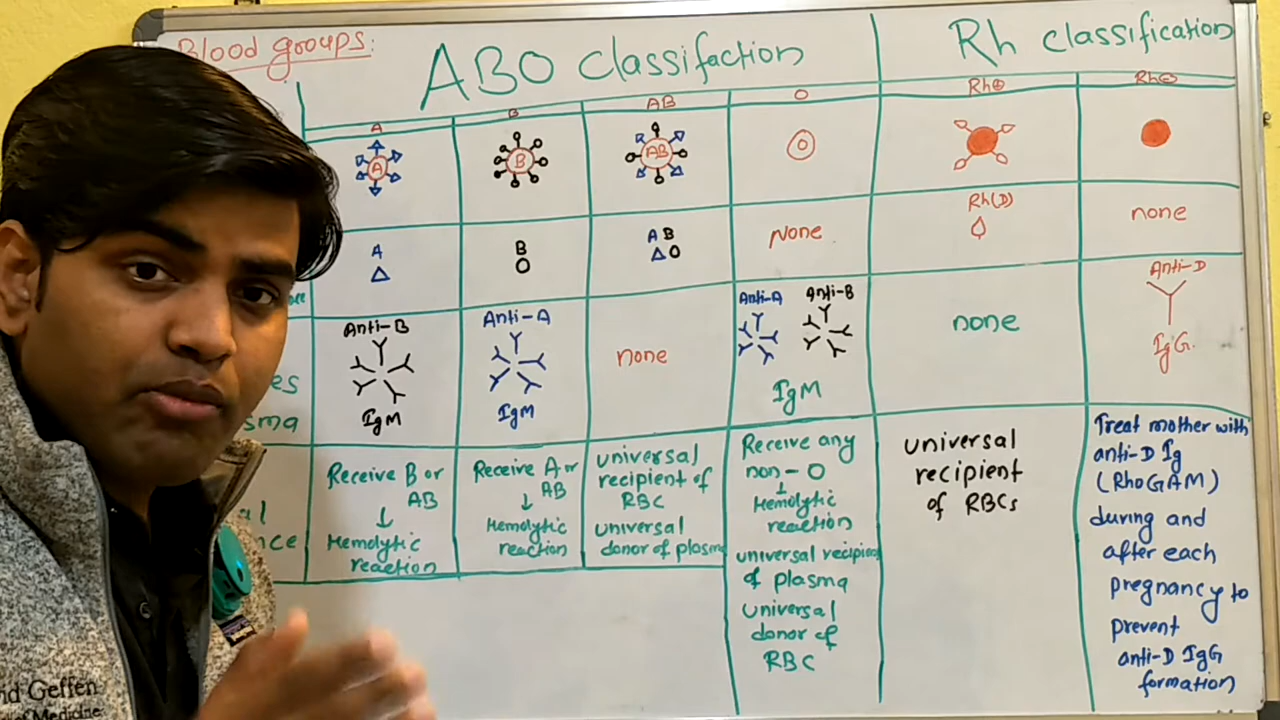 Blood groups:
ABO classifaction
Rh classification
A
B
AB
O
Rh⊕
Rh⊖
A
B
AB
O
A
B
A B
None
Rh(D)
none
Anti-B
IgM
Anti-A
IgM
none
Anti-A Anti-B
IgM
none
Anti-D
IgG.
Receive B or
AB
↓
Hemolytic
reaction
Receive A or
AB
↓
Hemolytic
reaction
universal
recipient of
RBC
universal
donor of plasma
Receive any
non-O
↓
Hemolytic
reaction
universal recipient
of plasma
universal
donor of
RBC
universal
recipient
of RBCs
Treat mother with
anti-D Ig
(RhoGAM)
during and
after each
pregnancy to
prevent
anti-D IgG
formation
Geffen
of Medicine